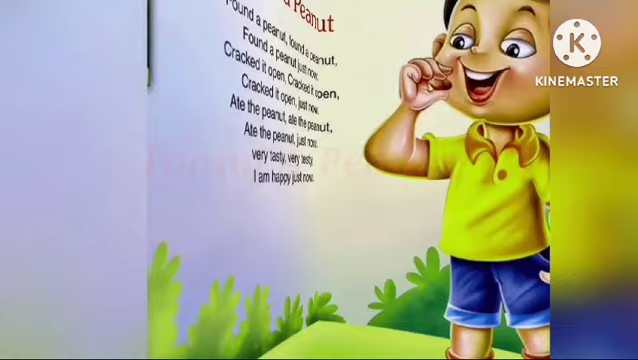 a Peanut
Found a peanut, found a peanut,
Found a peanut just now.
Cracked it open, Cracked it open,
Cracked it open, just now.
Ate the peanut, ate the peanut,
Ate the peanut, just now.
very tasty, very testy
I am happy just now.
KINEMASTER